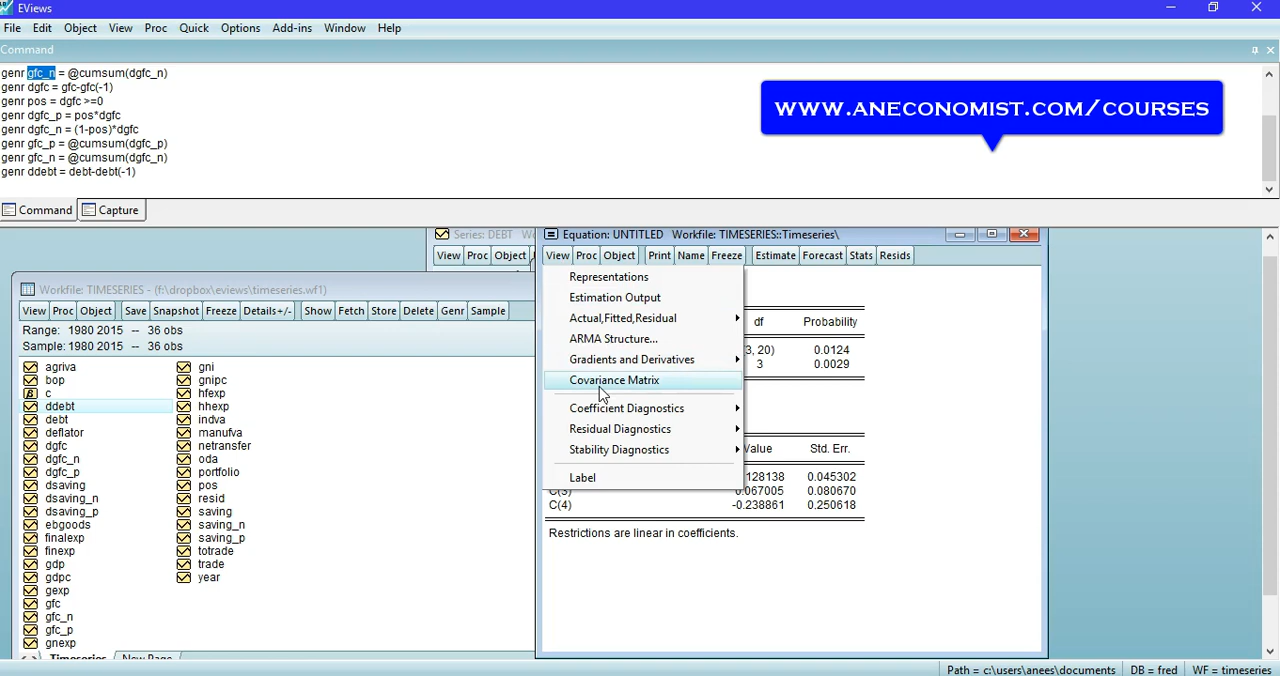 EViews
File Edit Object View Proc Quick Options Add-ins Window Help
Command
genr gfc_n = @cumsum(dgfc_n)
genr dgfc = gfc-gfc(-1)
genr pos = dgfc >=0
genr dgfc_p = pos*dgfc
genr dgfc_n = (1-pos)*dgfc
genr gfc_p = @cumsum(dgfc_p)
genr gfc_n = @cumsum(dgfc_n)
genr ddebt = debt-debt(-1)
WWW.ANECONOMIST.COM/COURSES
Command Capture
Series: DEBT
View Proc Object
Workfile: TIMESERIES - (f:\dropbox\eviews\timeseries.wf1)
View Proc Object Save Snapshot Freeze Details+/- Show Fetch Store Delete Genr Sample
Range: 1980 2015 -- 36 obs
Sample: 1980 2015 -- 36 obs
agriva gni
bop gnipc
c hfexp
ddebt hhexp
debt indva
deflator manufva
dgfc netransfer
dgfc_n oda
dgfc_p portfolio
dsaving pos
dsaving_n resid
dsaving_p saving
ebgoods saving_n
finalexp saving_p
finexp totrade
gdp trade
gdpc year
gexp
gfc
gfc_n
gfc_p
gnexp
Timeseries New Page
Equation: UNTITLED Workfile: TIMESERIES::Timeseries\
View Proc Object Print Name Freeze Estimate Forecast Stats Resids
Representations
Estimation Output
Actual,Fitted,Residual
ARMA Structure...
Gradients and Derivatives
Covariance Matrix
Coefficient Diagnostics
Residual Diagnostics
Stability Diagnostics
Label
df Probability
(3, 20) 0.0124
3 0.0029
Value Std. Err.
128138 0.045302
C(3) 0.067005 0.080670
C(4) -0.238861 0.250618
Restrictions are linear in coefficients.
Path = c:\users\anees\documents DB = fred WF = timeseries